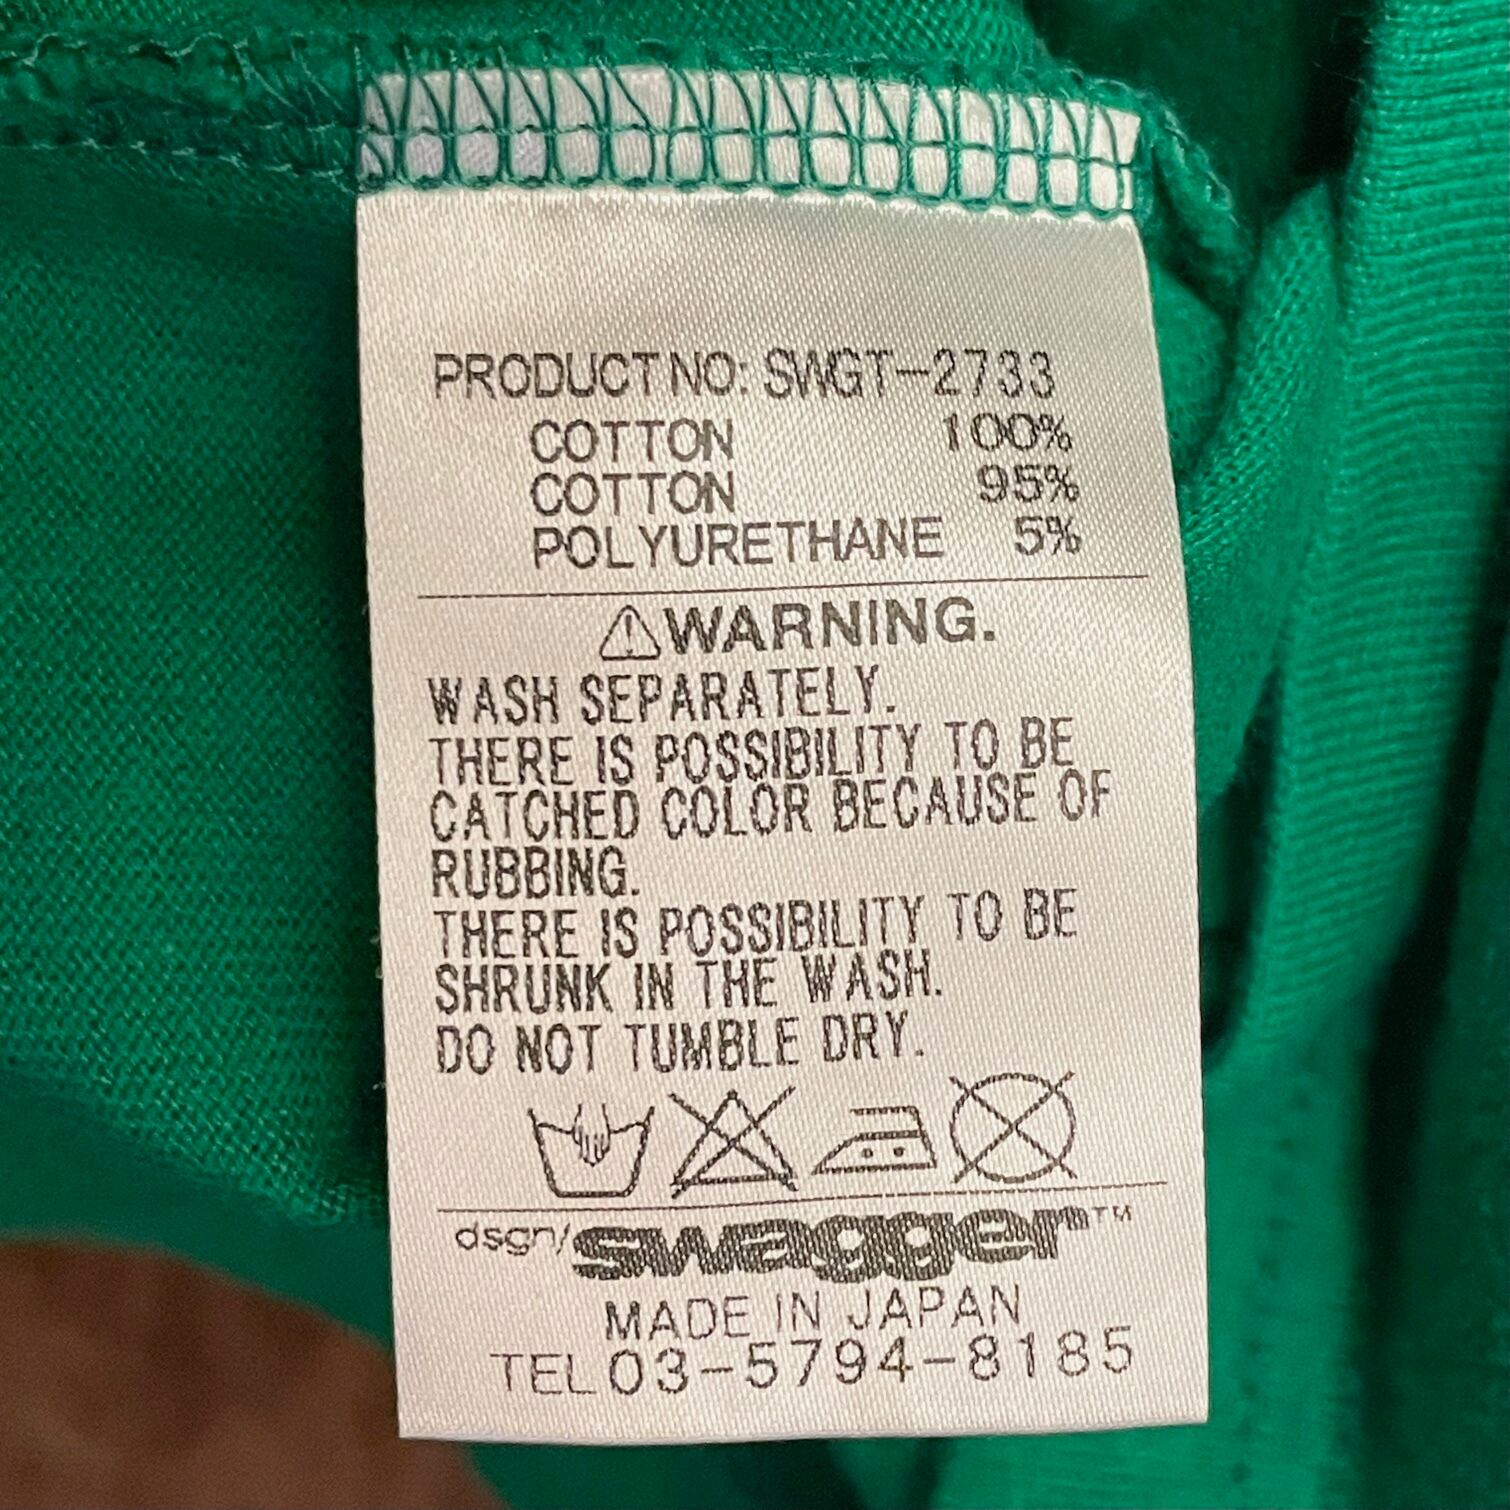 PRODUCT NO: SWGT-2733
COTTON 100%
COTTON 95%
POLYURETHANE 5%
WARNING.
WASH SEPARATELY.
THERE IS POSSIBILITY TO BE
CATCHED COLOR BECAUSE OF
RUBBING.
THERE IS POSSIBILITY TO BE
SHRUNK IN THE WASH.
DO NOT TUMBLE DRY.
dsgn/swagger™
MADE IN JAPAN
TEL 03-5794-8185